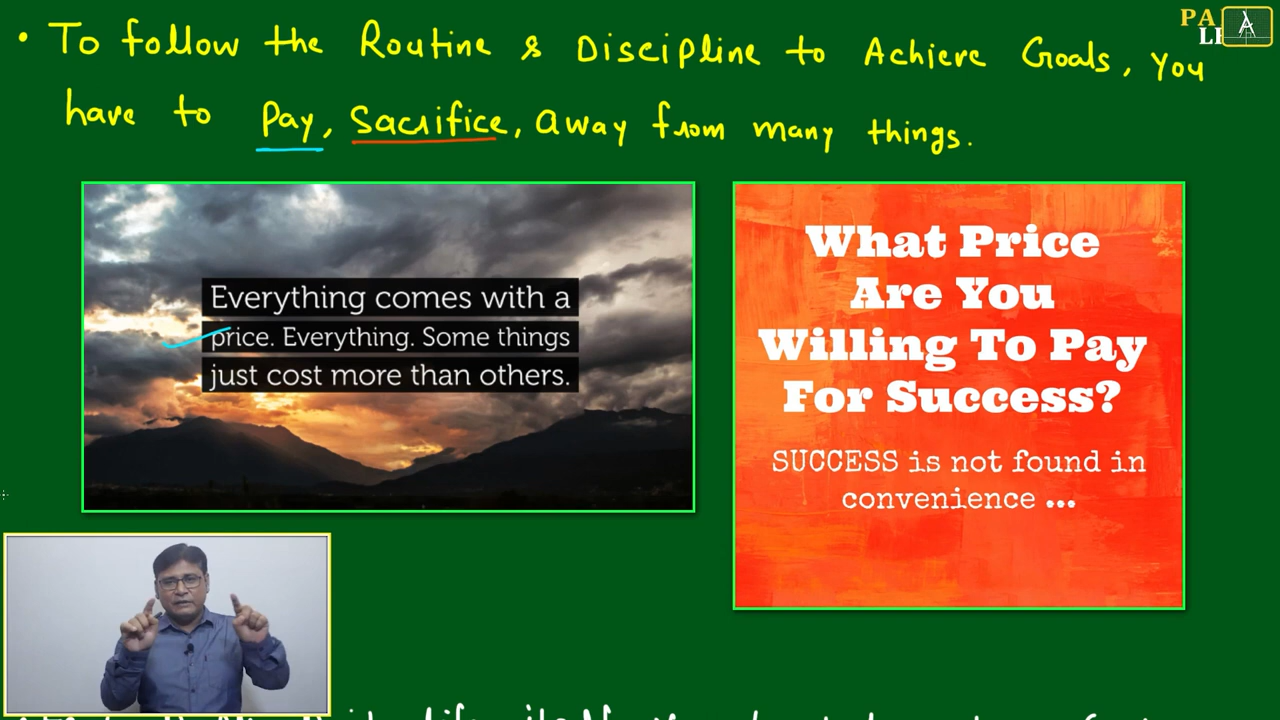 • To follow the Routine & Discipline to Achieve Goals, you
have to Pay, Sacrifice, away from many things.
Everything comes with a
price. Everything. Some things
just cost more than others.
What Price
Are You
Willing To Pay
For Success?
SUCCESS is not found in
convenience ...
PA
LE